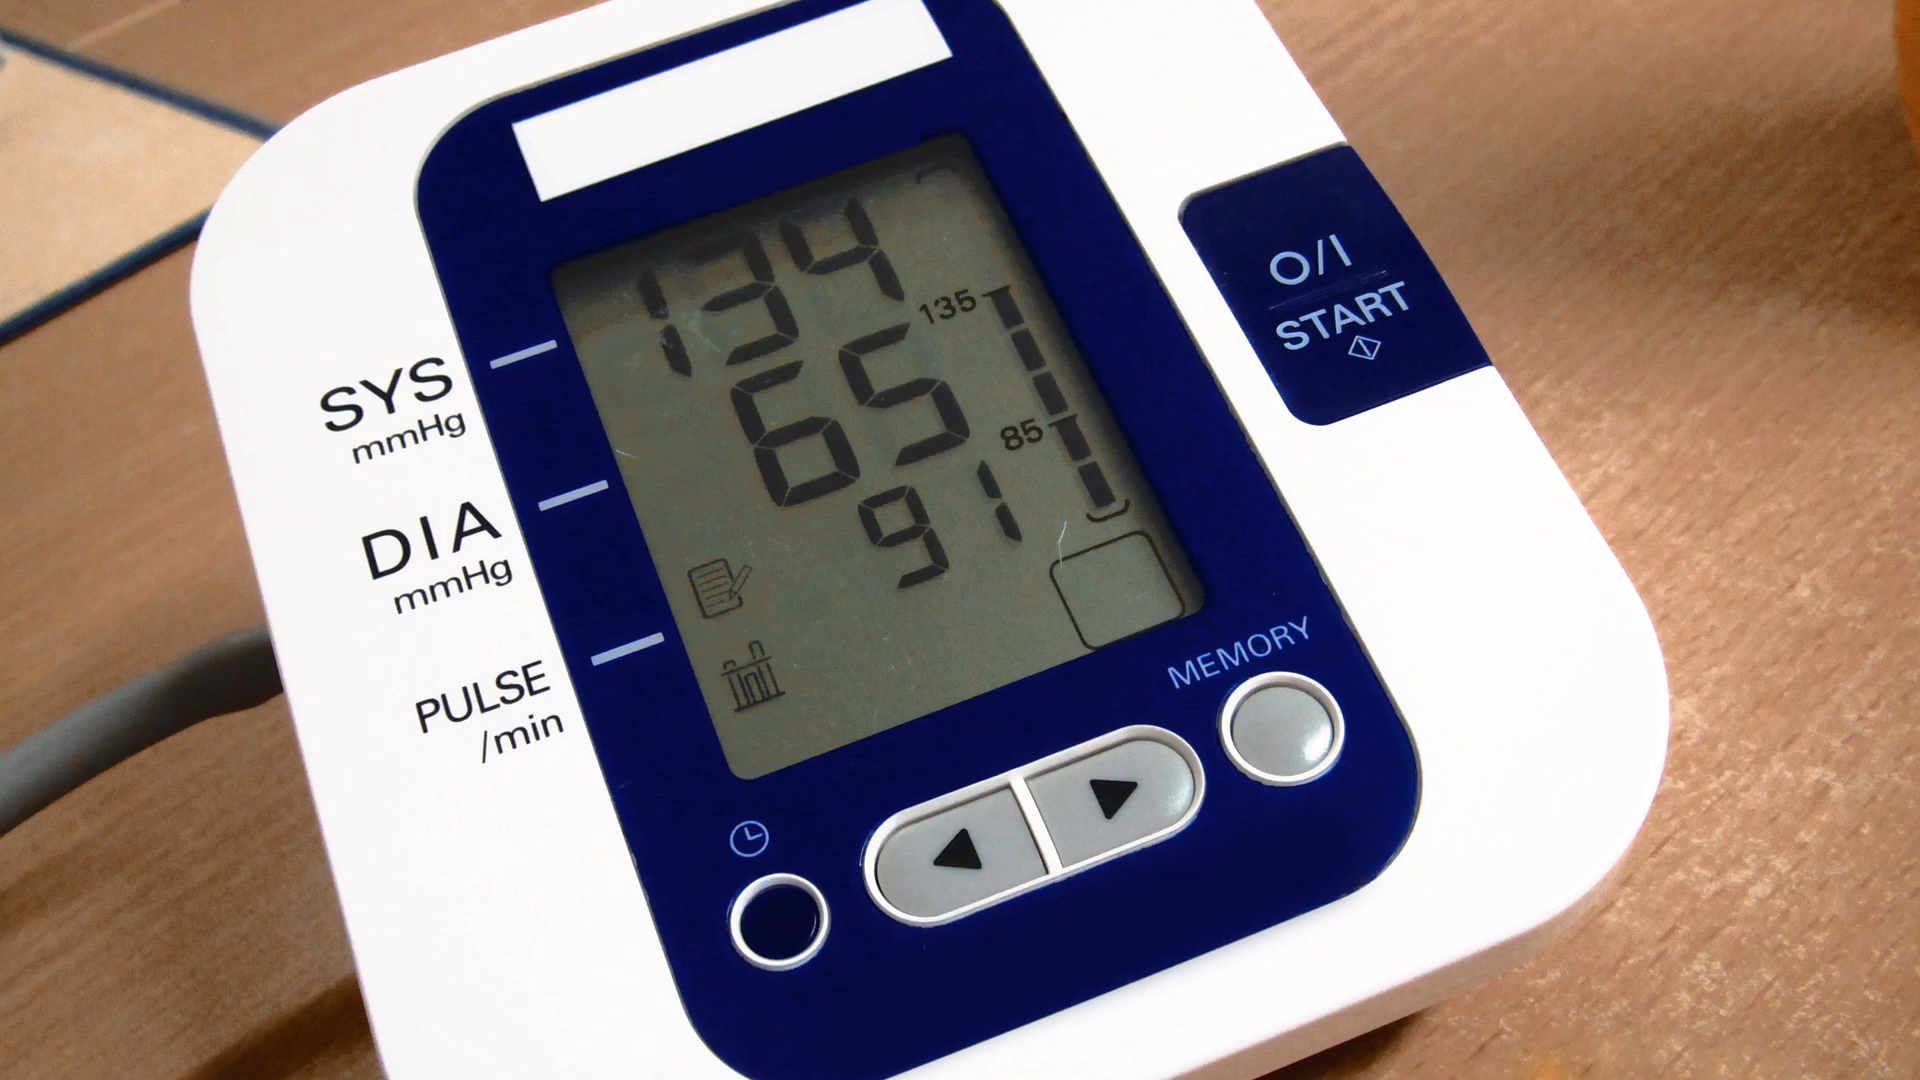 134
135
65
85
91
SYS
mmHg
DIA
mmHg
PULSE
/min
O/I
START
MEMORY